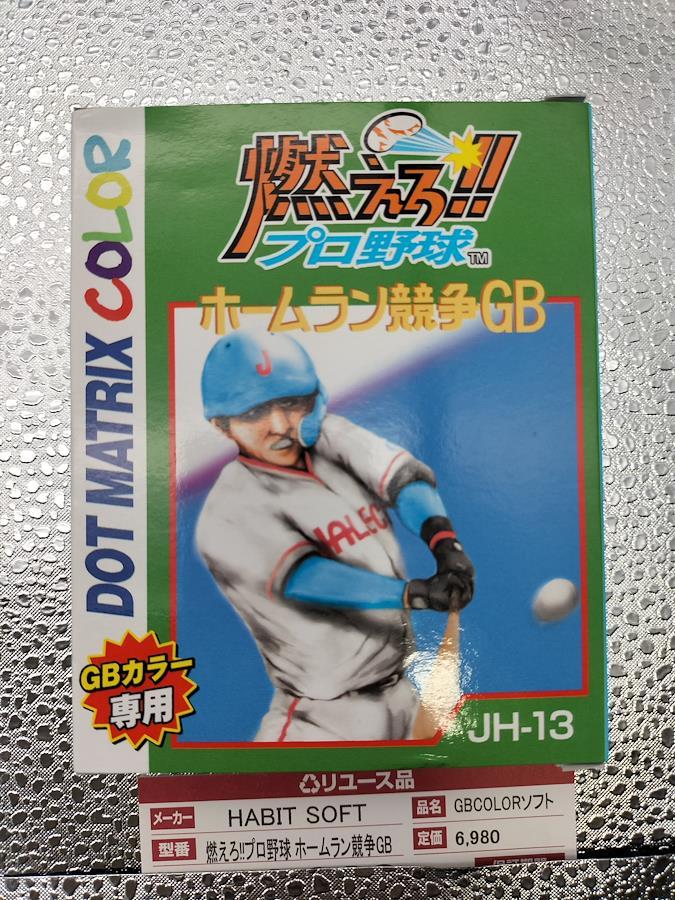 燃えろ!!
プロ野球™
ホームラン競争GB
DOT MATRIX COLOR
J
JALECO
GBカラー
専用
JH-13
リユース品
メーカー HABIT SOFT
品名 GBCOLORソフト
型番 燃えろ!!プロ野球 ホームラン競争GB
定価 6,980